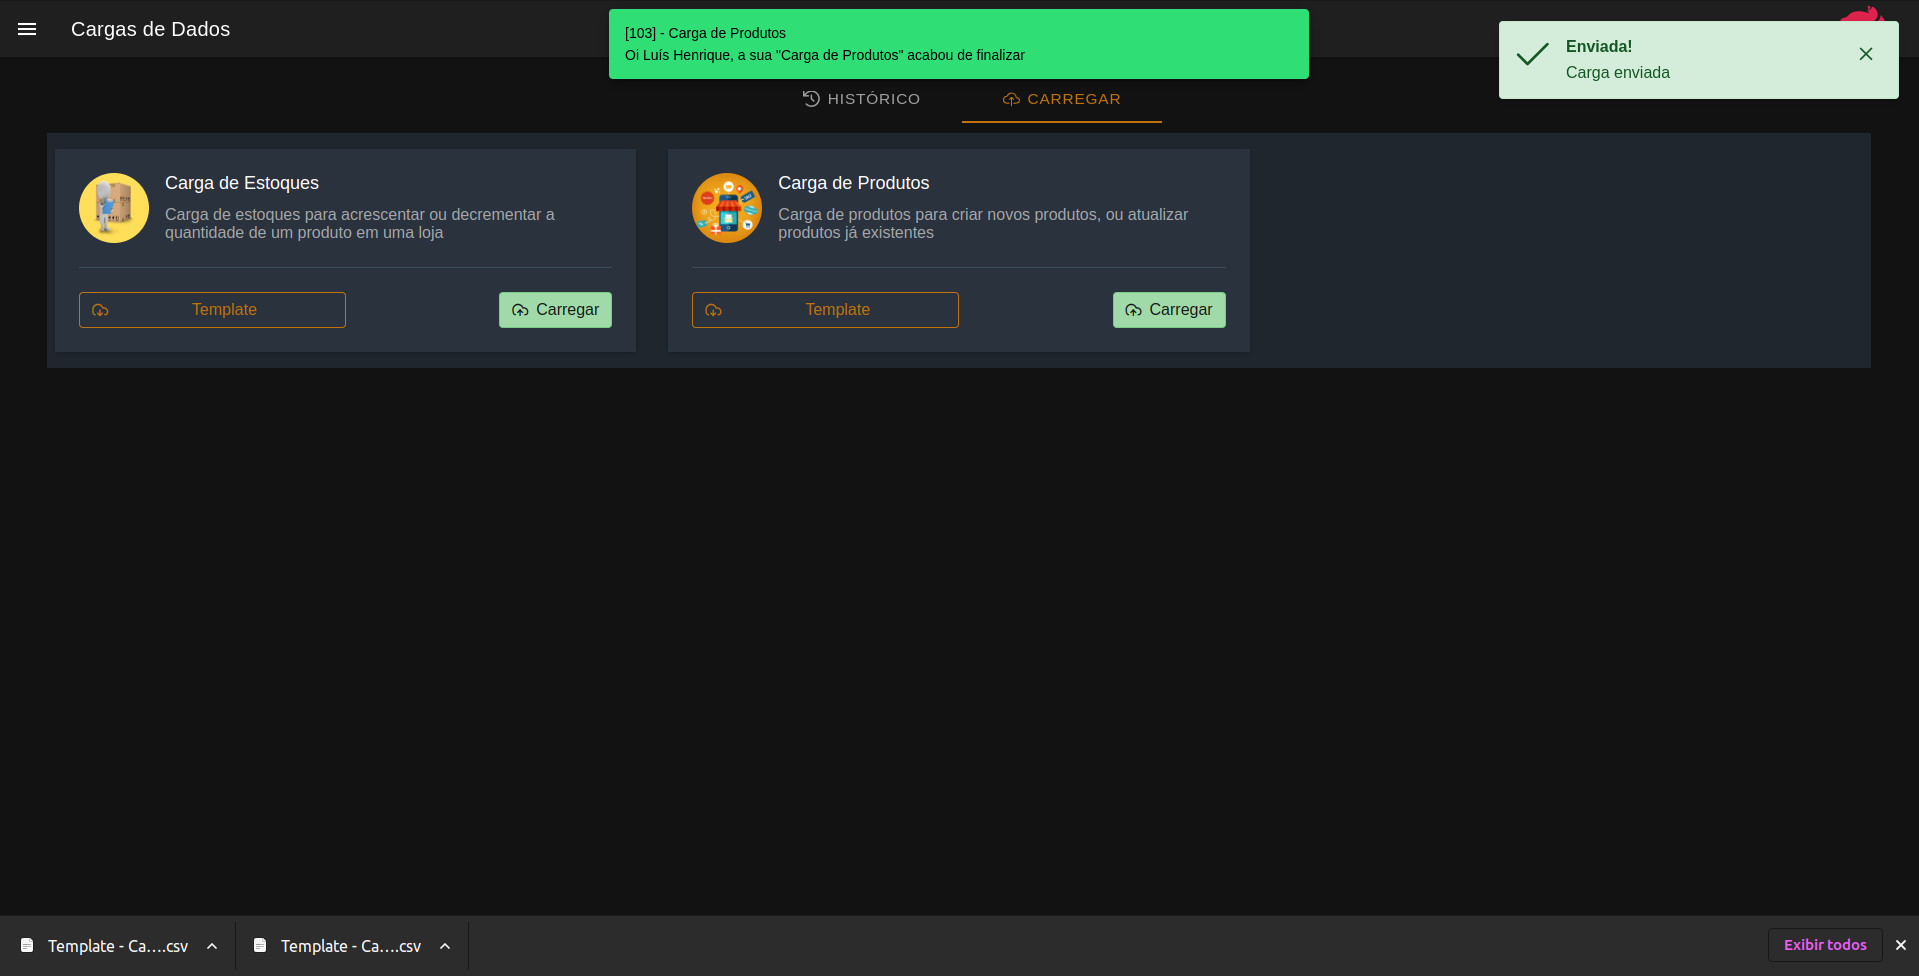 Cargas de Dados
[103] - Carga de Produtos
Oi Luís Henrique, a sua "Carga de Produtos" acabou de finalizar
Enviada!
Carga enviada
HISTÓRICO
CARREGAR
Carga de Estoques
Carga de estoques para acrescentar ou decrementar a
quantidade de um produto em uma loja
Template
Carregar
Carga de Produtos
Carga de produtos para criar novos produtos, ou atualizar
produtos já existentes
Template
Carregar
Template - Ca....csv
Template - Ca....csv
Exibir todos